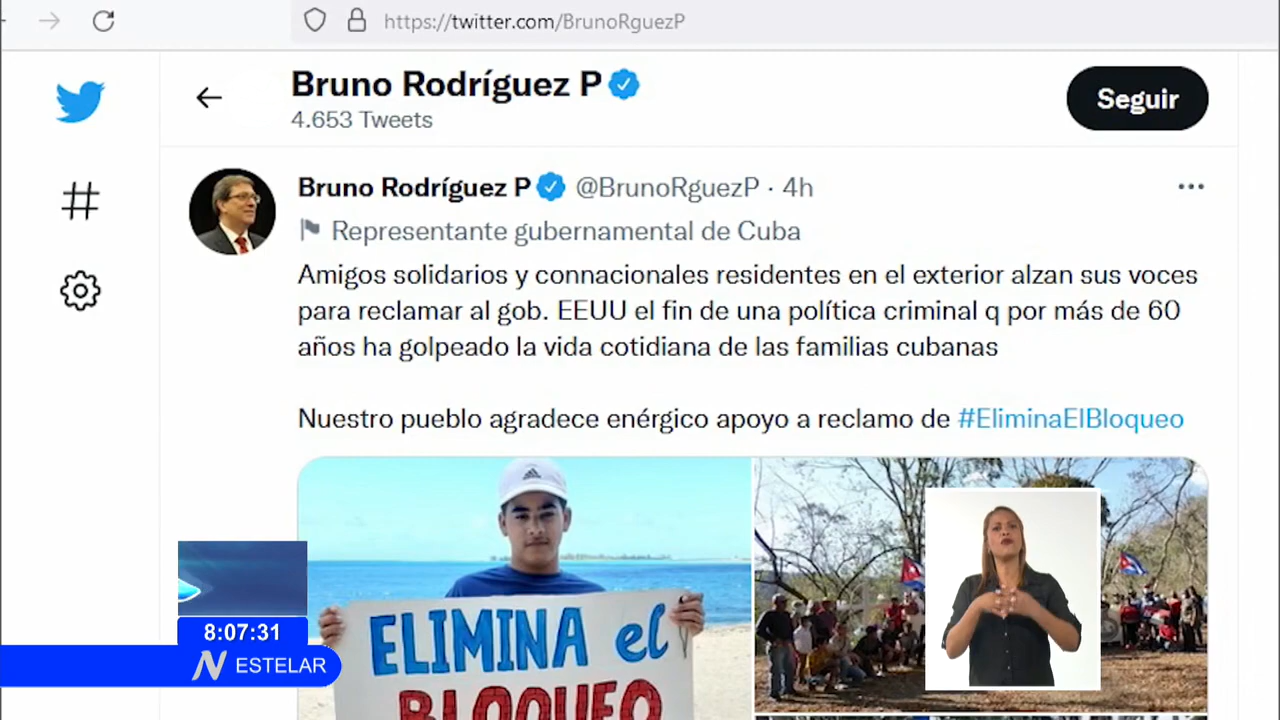 https://twitter.com/BrunoRguezP
Bruno Rodríguez P
4.653 Tweets
Seguir
Bruno Rodríguez P @BrunoRguezP · 4h
Representante gubernamental de Cuba
Amigos solidarios y connacionales residentes en el exterior alzan sus voces
para reclamar al gob. EEUU el fin de una política criminal q por más de 60
años ha golpeado la vida cotidiana de las familias cubanas
Nuestro pueblo agradece enérgico apoyo a reclamo de #EliminaElBloqueo
ELIMINA el
BLOQUEO
8:07:31
N ESTELAR